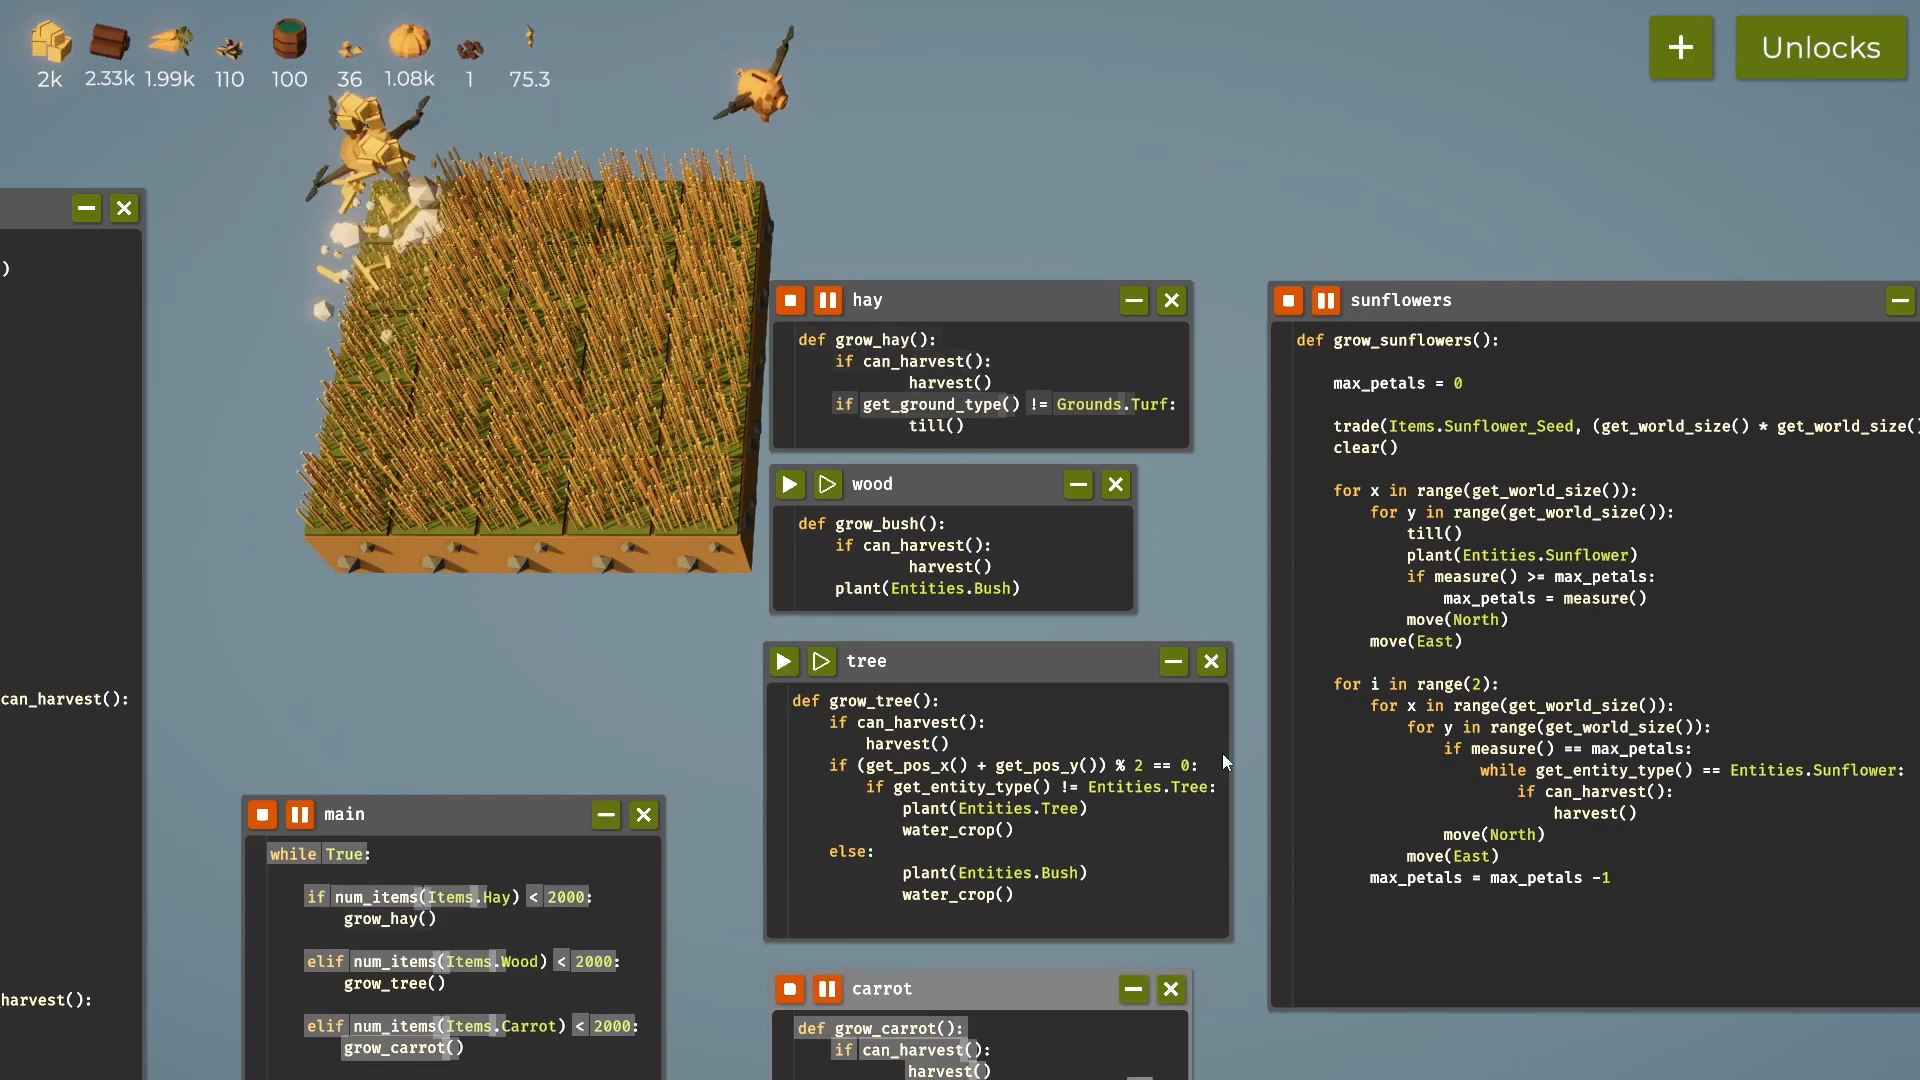 2k 2.33k 1.99k 110 100 36 1.08k 1 75.3
+ Unlocks
)
can_harvest():
harvest():
hay
def grow_hay():
if can_harvest():
harvest()
if get_ground_type() != Grounds.Turf:
till()
wood
def grow_bush():
if can_harvest():
harvest()
plant(Entities.Bush)
tree
def grow_tree():
if can_harvest():
harvest()
if (get_pos_x() + get_pos_y()) % 2 == 0:
if get_entity_type() != Entities.Tree:
plant(Entities.Tree)
water_crop()
else:
plant(Entities.Bush)
water_crop()
main
while True:
if num_items(Items.Hay) < 2000:
grow_hay()
elif num_items(Items.Wood) < 2000:
grow_tree()
elif num_items(Items.Carrot) < 2000:
grow_carrot()
carrot
def grow_carrot():
if can_harvest():
harvest()
sunflowers
def grow_sunflowers():
max_petals = 0
trade(Items.Sunflower_Seed, (get_world_size() * get_world_size()
clear()
for x in range(get_world_size()):
for y in range(get_world_size()):
till()
plant(Entities.Sunflower)
if measure() >= max_petals:
max_petals = measure()
move(North)
move(East)
for i in range(2):
for x in range(get_world_size()):
for y in range(get_world_size()):
if measure() == max_petals:
while get_entity_type() == Entities.Sunflower:
if can_harvest():
harvest()
move(North)
move(East)
max_petals = max_petals -1